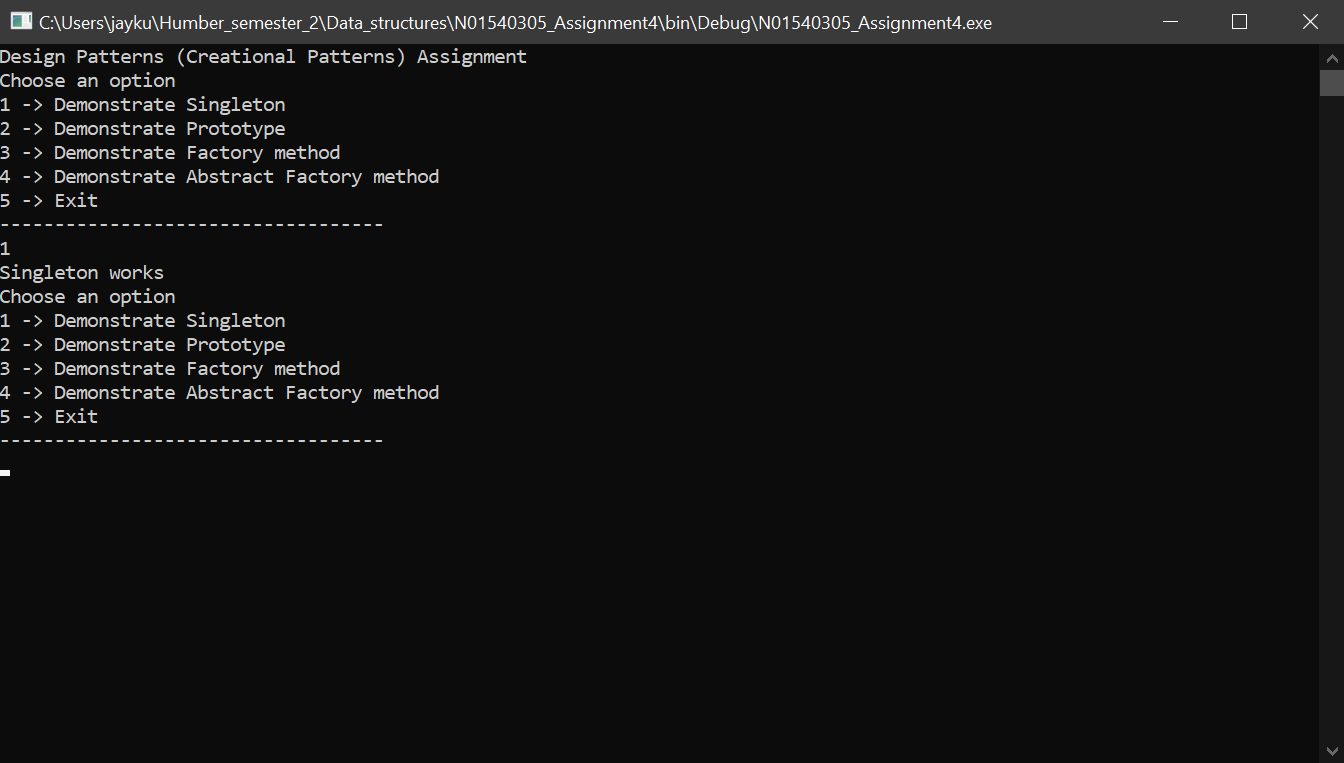 C:\Users\jayku\Humber_semester_2\Data_structures\N01540305_Assignment4\bin\Debug\N01540305_Assignment4.exe
Design Patterns (Creational Patterns) Assignment
Choose an option
1 -> Demonstrate Singleton
2 -> Demonstrate Prototype
3 -> Demonstrate Factory method
4 -> Demonstrate Abstract Factory method
5 -> Exit
-----------------------------------
1
Singleton works
Choose an option
1 -> Demonstrate Singleton
2 -> Demonstrate Prototype
3 -> Demonstrate Factory method
4 -> Demonstrate Abstract Factory method
5 -> Exit
-----------------------------------